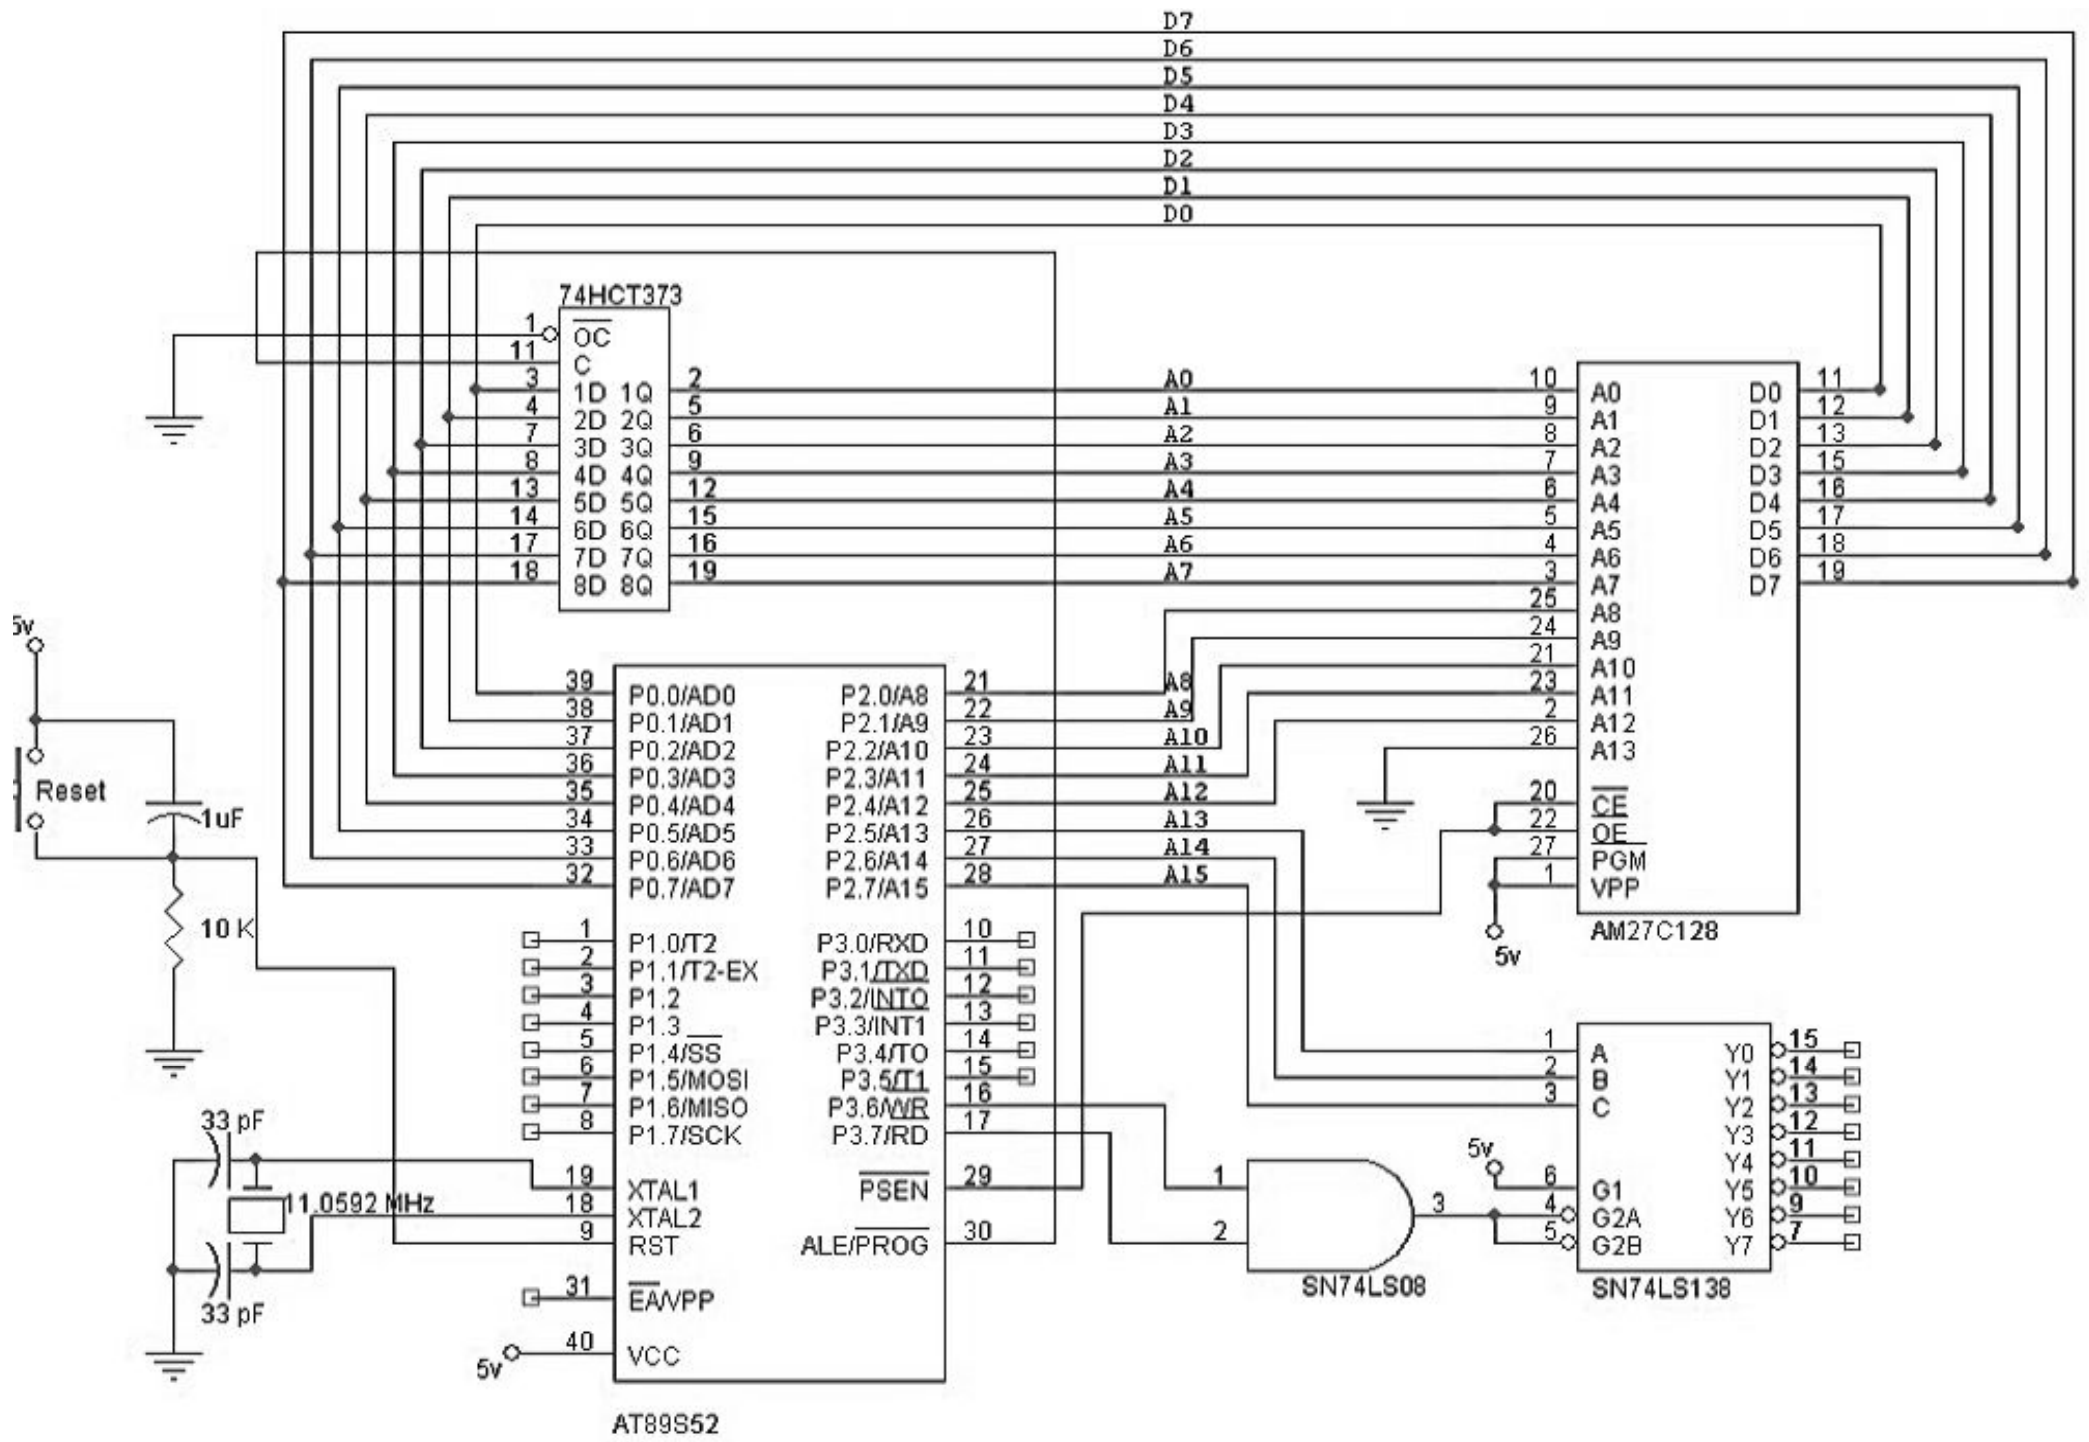 D7
D6
D5
D4
D3
D2
D1
D0
74HCT373
1 OC
11 C
3 1D 1Q 2 A0 10 A0 D0 11
4 2D 2Q 5 A1 9 A1 D1 12
7 3D 3Q 6 A2 8 A2 D2 13
8 4D 4Q 9 A3 7 A3 D3 15
13 5D 5Q 12 A4 6 A4 D4 16
14 6D 6Q 15 A5 5 A5 D5 17
17 7D 7Q 16 A6 4 A6 D6 18
18 8D 8Q 19 A7 3 A7 D7 19
25 A8
24 A9
21 A10
23 A11
2 A12
26 A13
20 CE
22 OE
27 PGM
1 VPP
5v
AM27C128
5v
Reset
1uF
10 K
39 P0.0/AD0 P2.0/A8 21 A8
38 P0.1/AD1 P2.1/A9 22 A9
37 P0.2/AD2 P2.2/A10 23 A10
36 P0.3/AD3 P2.3/A11 24 A11
35 P0.4/AD4 P2.4/A12 25 A12
34 P0.5/AD5 P2.5/A13 26 A13
33 P0.6/AD6 P2.6/A14 27 A14
32 P0.7/AD7 P2.7/A15 28 A15
1 P1.0/T2 P3.0/RXD 10
2 P1.1/T2-EX P3.1/TXD 11
3 P1.2 P3.2/INT0 12
4 P1.3 P3.3/INT1 13
5 P1.4/SS P3.4/TO 14
6 P1.5/MOSI P3.5/T1 15
7 P1.6/MISO P3.6/WR 16
8 P1.7/SCK P3.7/RD 17
33 pF
11.0592 MHz
33 pF
19 XTAL1 PSEN 29
18 XTAL2
9 RST ALE/PROG 30
31 EA/VPP
5v 40 VCC
AT89S52
1
2
3
SN74LS08
1 A Y0 15
2 B Y1 14
3 C Y2 13
Y3 12
Y4 11
5v
6 G1 Y5 10
4 G2A Y6 9
5 G2B Y7 7
SN74LS138